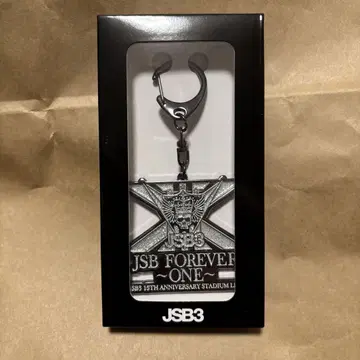 JSB3
JSB FOREVER
～ONE～
JSB3 15TH ANNIVERSARY STADIUM LI
JSB3